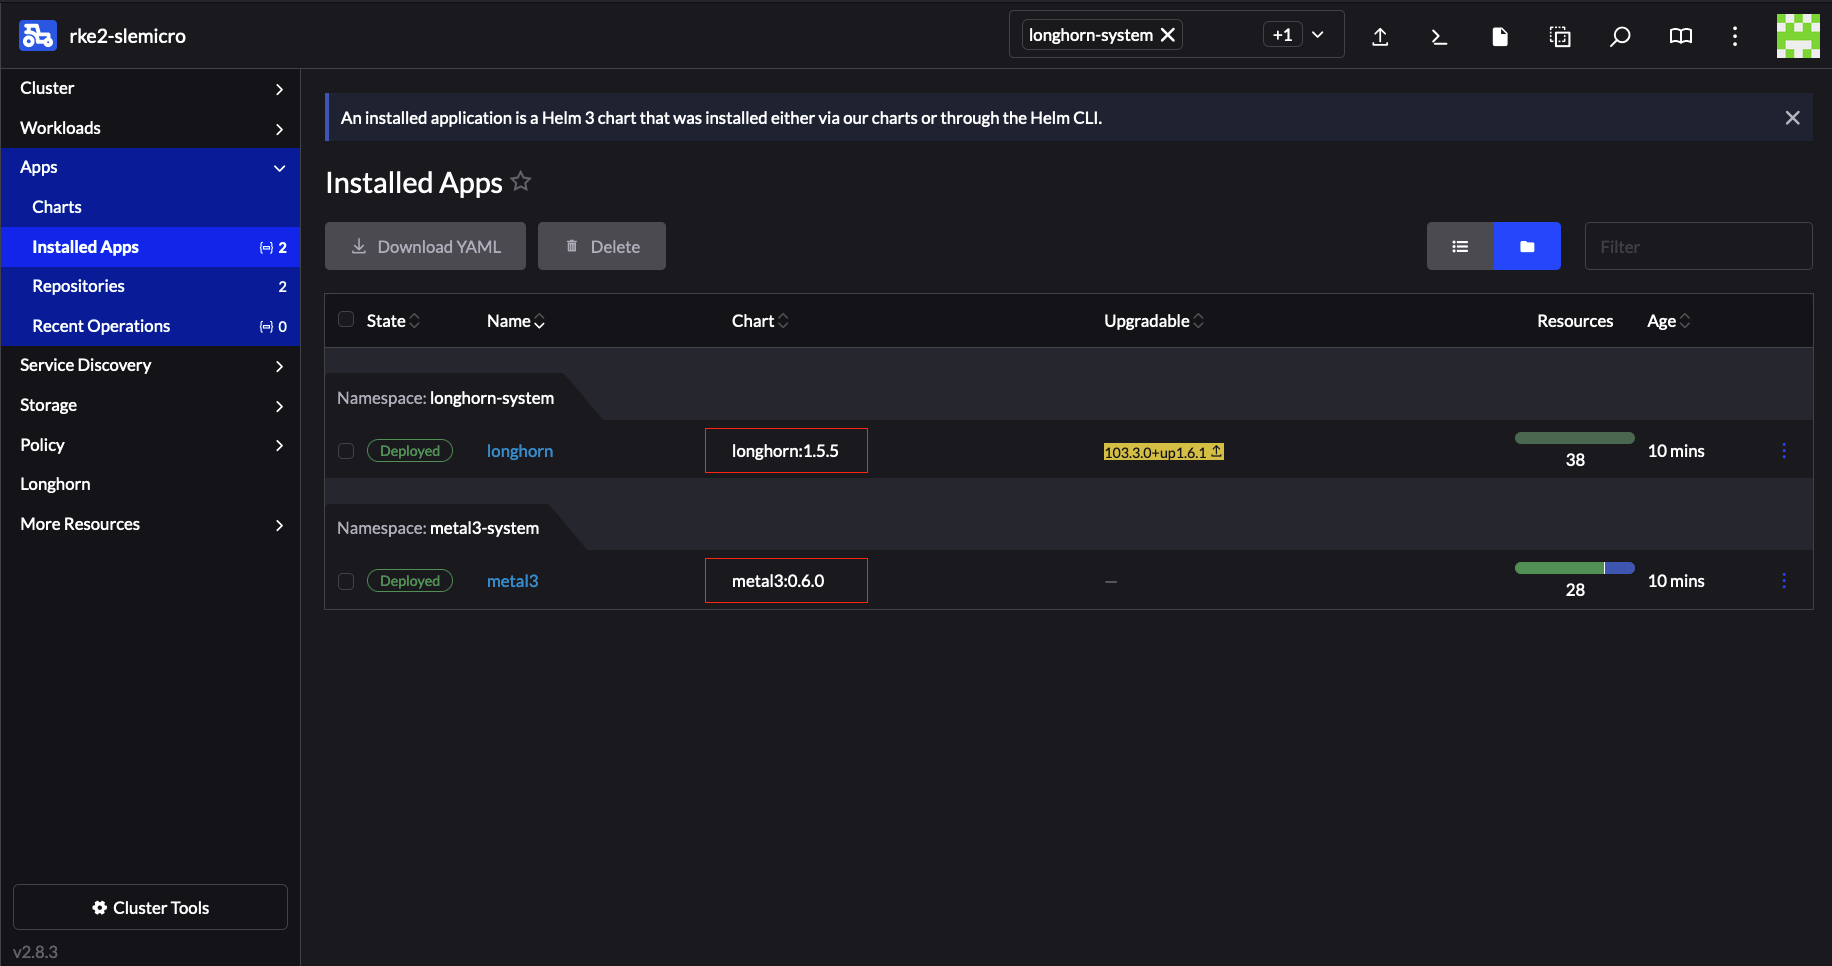 rke2-slemicro
longhorn-system
+1
Cluster
Workloads
Apps
Charts
Installed Apps 2
Repositories 2
Recent Operations 0
Service Discovery
Storage
Policy
Longhorn
More Resources
Cluster Tools
v2.8.3
An installed application is a Helm 3 chart that was installed either via our charts or through the Helm CLI.
Installed Apps
Download YAML Delete Filter
State Name Chart Upgradable Resources Age
Namespace: longhorn-system
Deployed longhorn longhorn:1.5.5 103.3.0+up1.6.1 38 10 mins
Namespace: metal3-system
Deployed metal3 metal3:0.6.0 — 28 10 mins